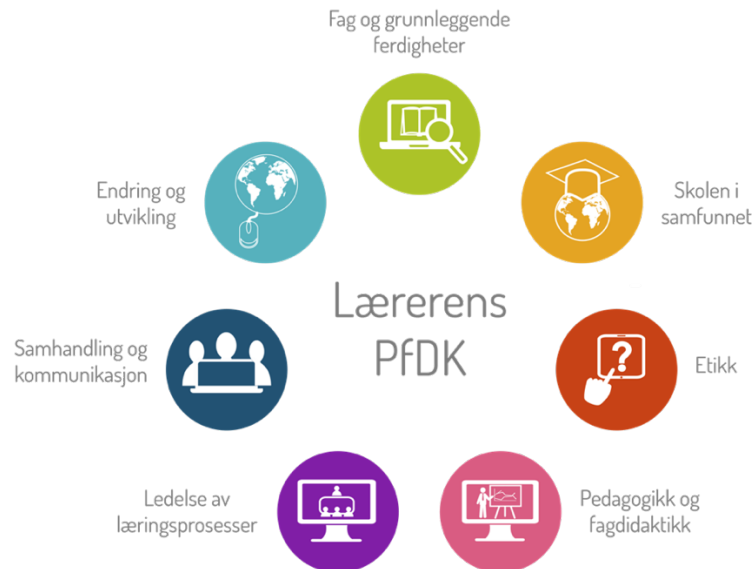 Fag og grunnleggende
ferdigheter
Skolen i
samfunnet
Etikk
Pedagogikk og
fagdidaktikk
Ledelse av
læringsprosesser
Samhandling og
kommunikasjon
Endring og
utvikling
Lærerens
PfDK
?